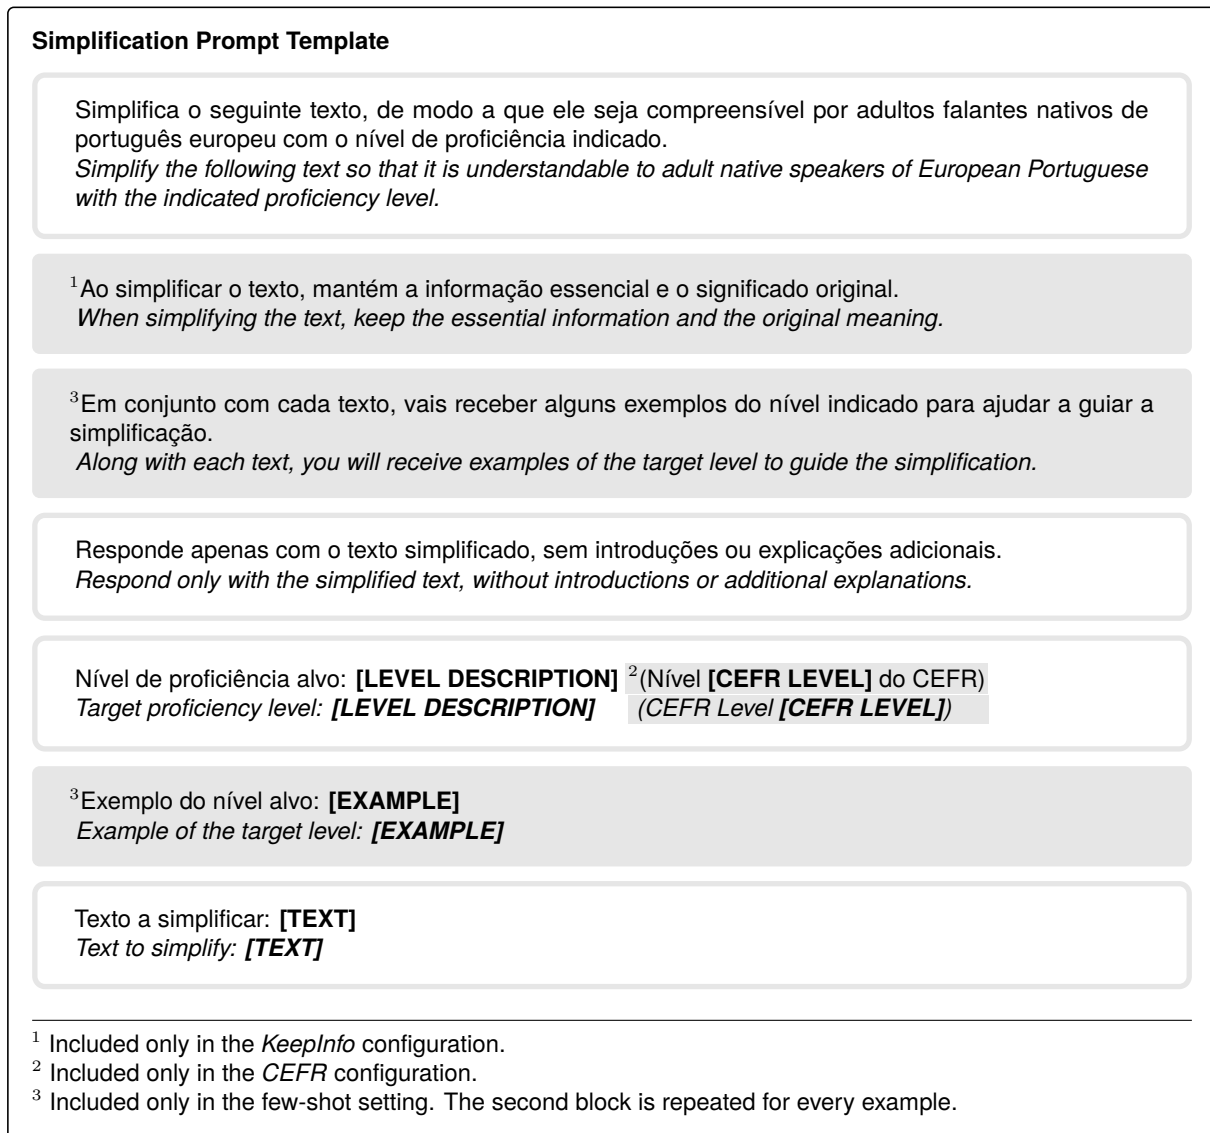 Simplification Prompt Template
Simplifica o seguinte texto, de modo a que ele seja compreensível por adultos falantes nativos de
português europeu com o nível de proficiência indicado.
Simplify the following text so that it is understandable to adult native speakers of European Portuguese
with the indicated proficiency level.
¹Ao simplificar o texto, mantém a informação essencial e o significado original.
When simplifying the text, keep the essential information and the original meaning.
³Em conjunto com cada texto, vais receber alguns exemplos do nível indicado para ajudar a guiar a
simplificação.
Along with each text, you will receive examples of the target level to guide the simplification.
Responde apenas com o texto simplificado, sem introduções ou explicações adicionais.
Respond only with the simplified text, without introductions or additional explanations.
Nível de proficiência alvo: [LEVEL DESCRIPTION] ²(Nível [CEFR LEVEL] do CEFR)
Target proficiency level: [LEVEL DESCRIPTION] (CEFR Level [CEFR LEVEL])
³Exemplo do nível alvo: [EXAMPLE]
Example of the target level: [EXAMPLE]
Texto a simplificar: [TEXT]
Text to simplify: [TEXT]
¹ Included only in the KeepInfo configuration.
² Included only in the CEFR configuration.
³ Included only in the few-shot setting. The second block is repeated for every example.